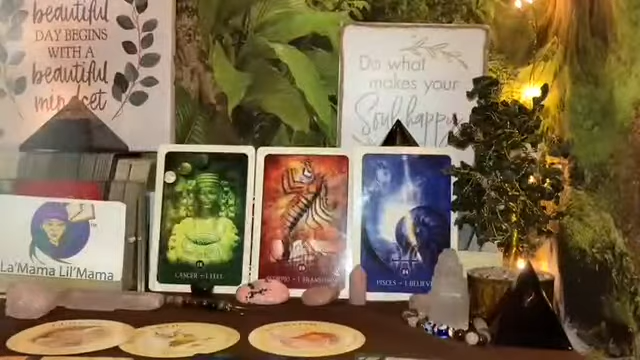 beautiful
DAY BEGINS
WITH A
beautiful
mindset
Do what
makes your
Soul happy
La'Mama Lil'Mama
TM
CANCER - I FEEL
SCORPIO - I TRANSFORM
PISCES - I BELIEVE